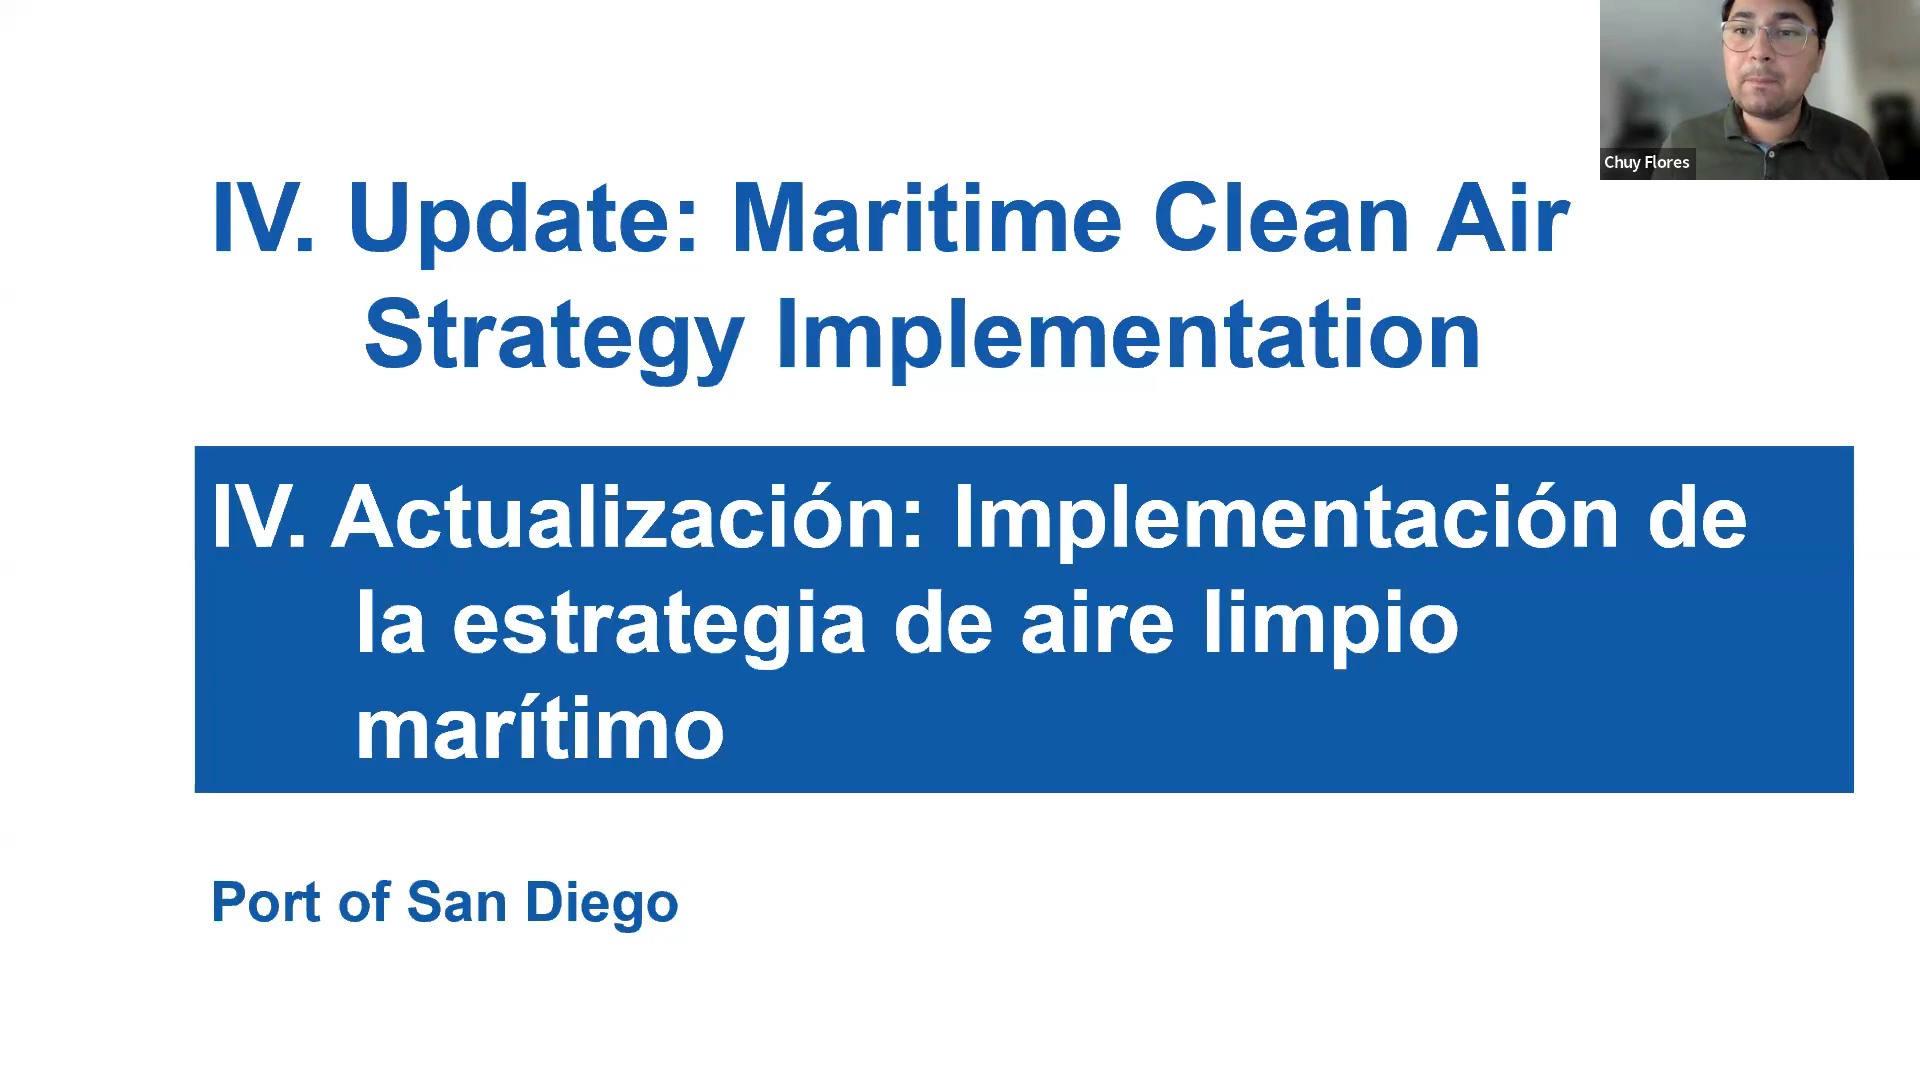 Chuy Flores
IV. Update: Maritime Clean Air
Strategy Implementation
IV. Actualización: Implementación de
la estrategia de aire limpio
marítimo
Port of San Diego